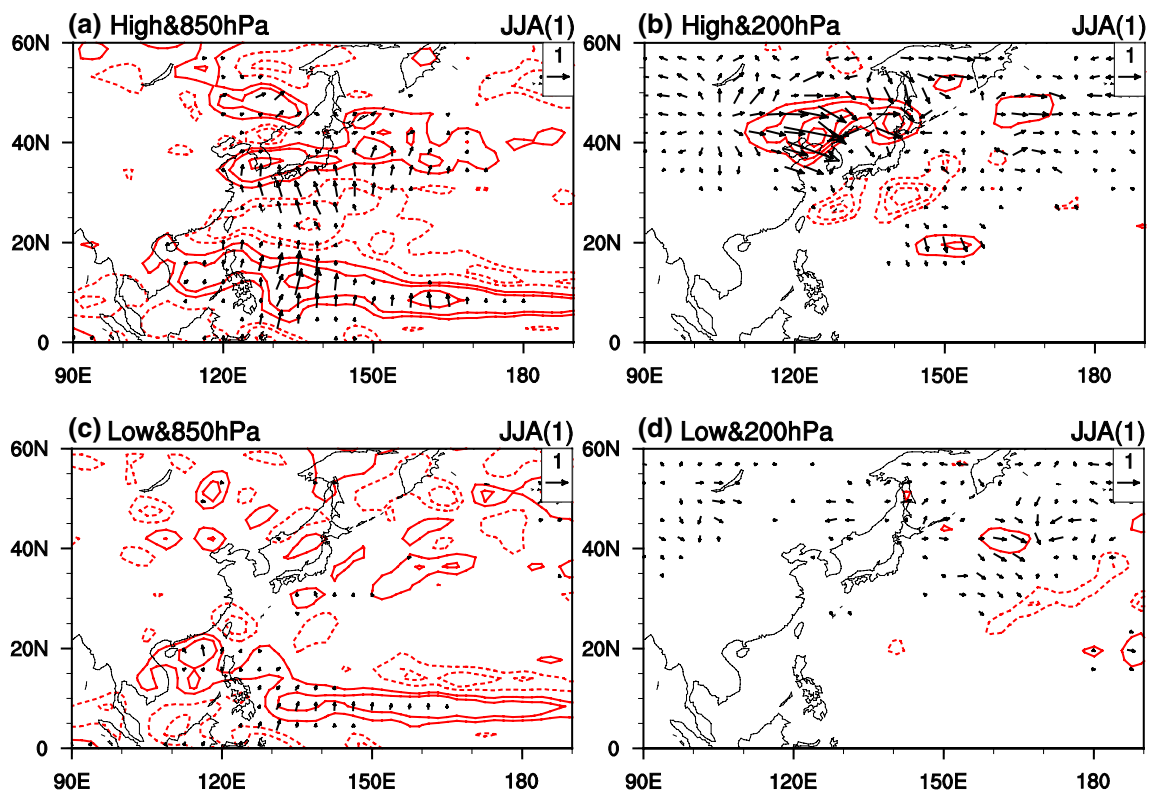 (a) High&850hPa JJA(1)
(b) High&200hPa JJA(1)
60N
1
40N
20N
0
90E 120E 150E 180
60N
1
40N
20N
0
90E 120E 150E 180
(c) Low&850hPa JJA(1)
(d) Low&200hPa JJA(1)
60N
1
40N
20N
0
90E 120E 150E 180
60N
1
40N
20N
0
90E 120E 150E 180